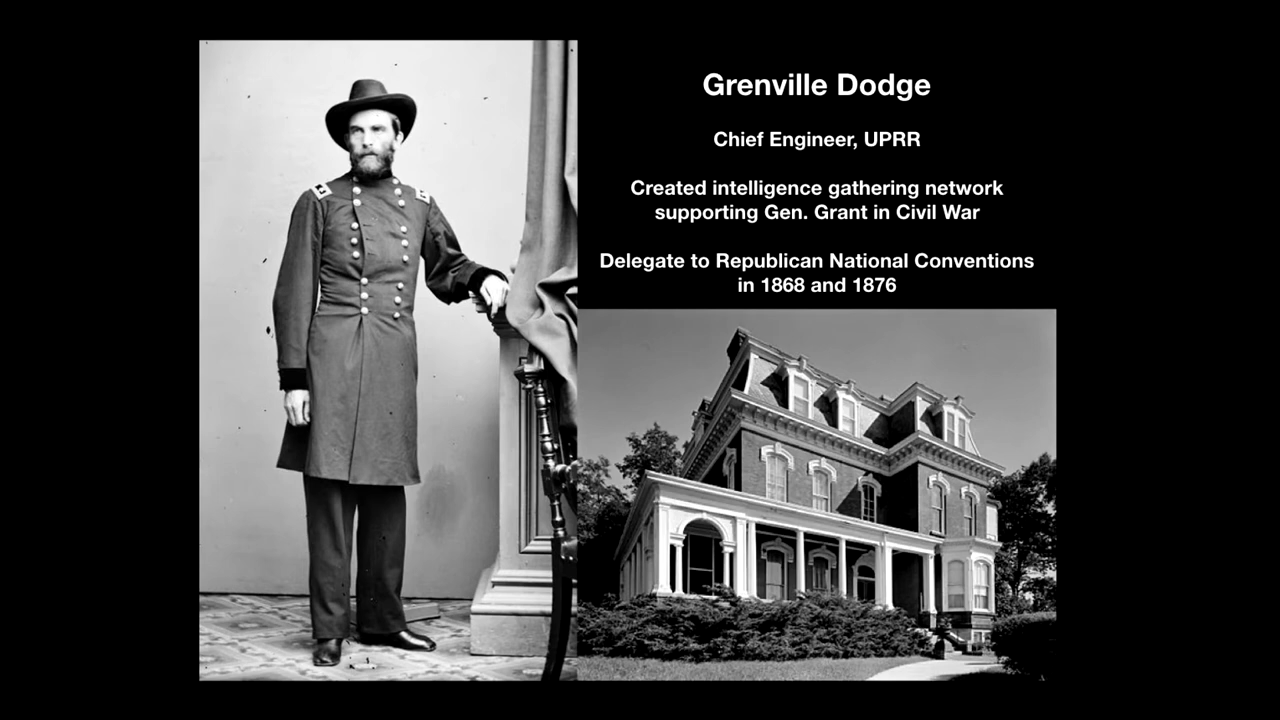 Grenville Dodge
Chief Engineer, UPRR
Created intelligence gathering network
supporting Gen. Grant in Civil War
Delegate to Republican National Conventions
in 1868 and 1876